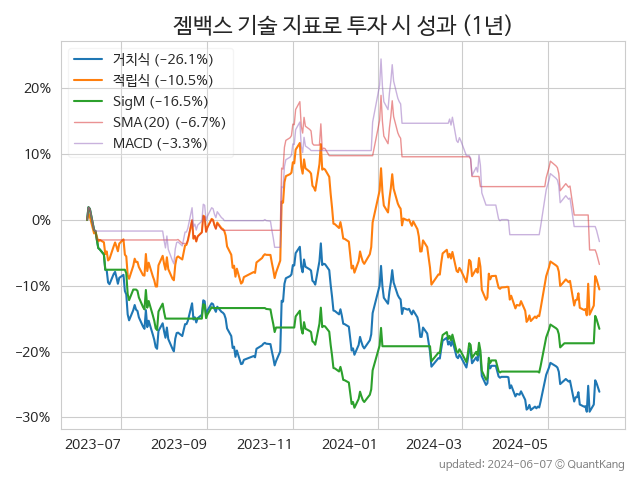 젬백스 기술 지표로 투자 시 성과 (1년)
거치식 (−26.1%)
적립식 (−10.5%)
SigM (−16.5%)
SMA(20) (−6.7%)
MACD (−3.3%)
20%
10%
0%
−10%
−20%
−30%
2023−07 2023−09 2023−11 2024−01 2024−03 2024−05
updated: 2024−06−07 © QuantKang